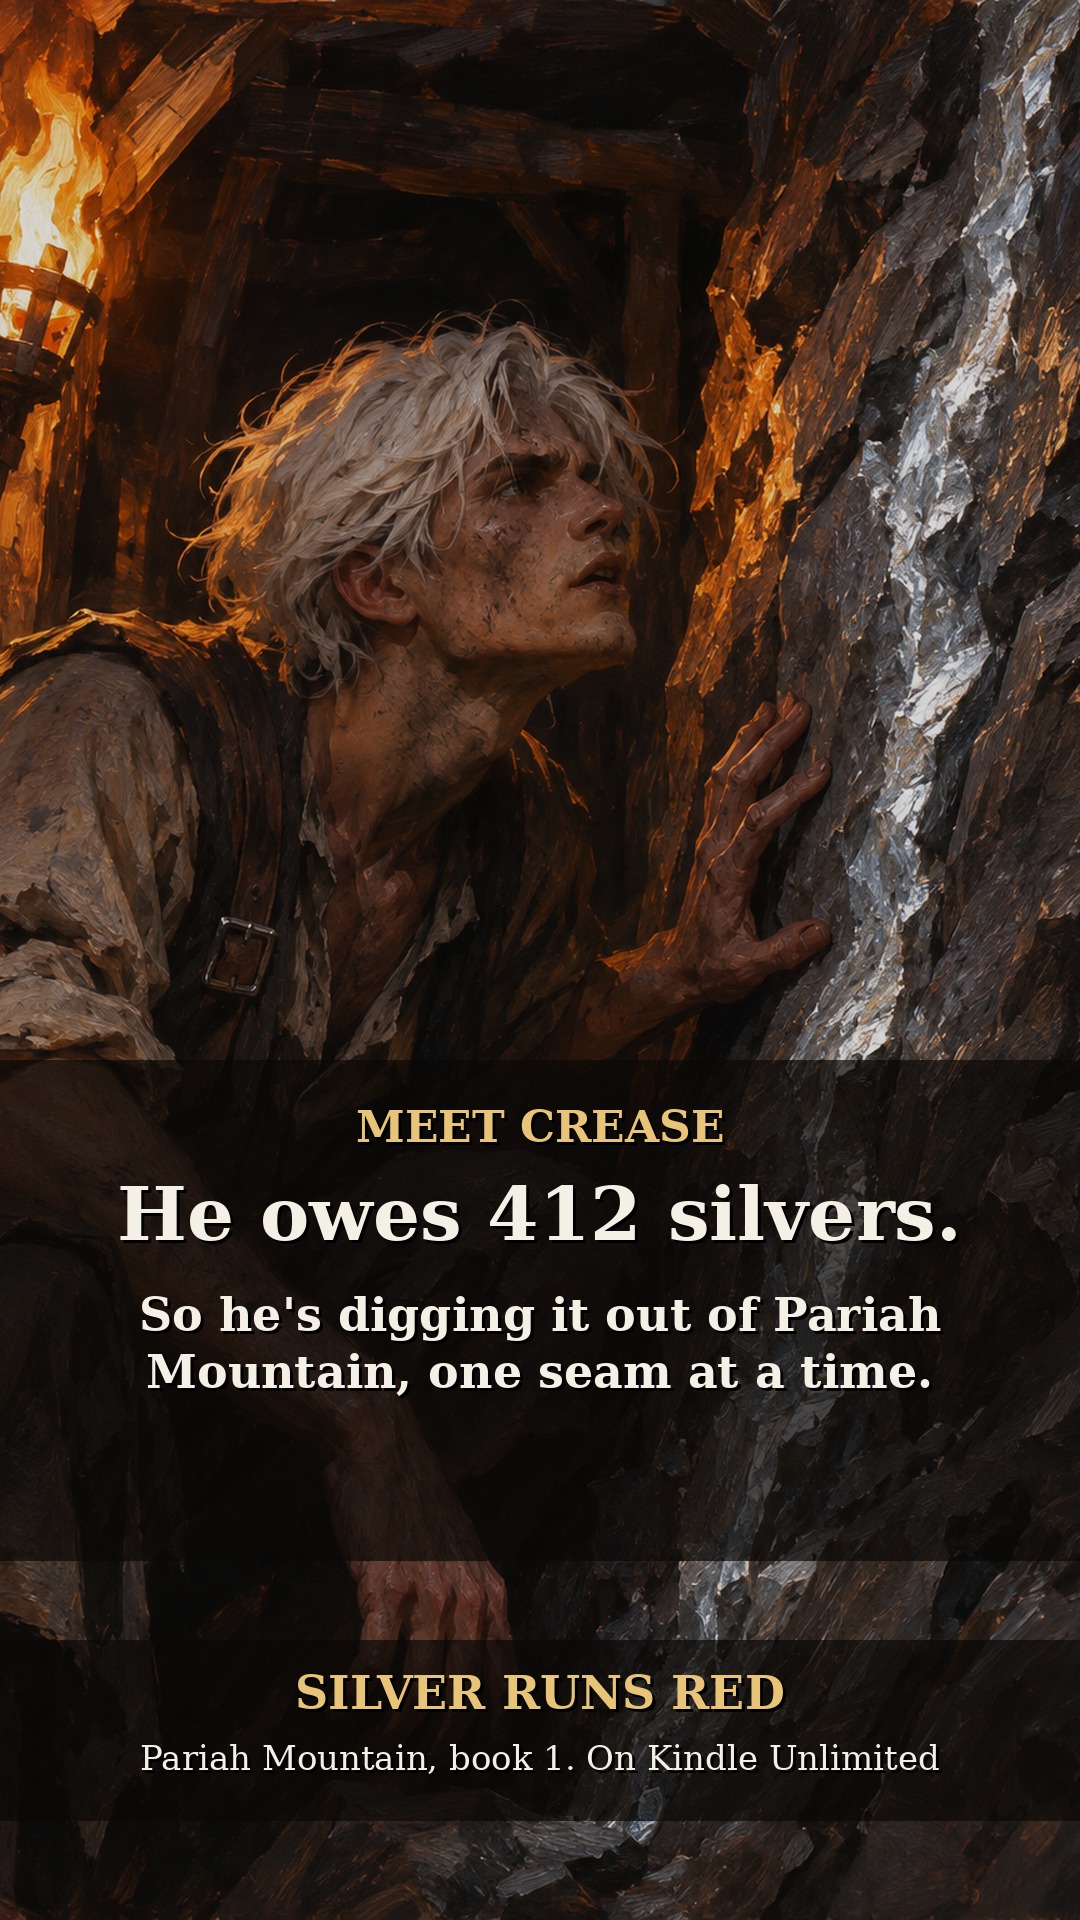 MEET CREASE
He owes 412 silvers.
So he's digging it out of Pariah
Mountain, one seam at a time.
SILVER RUNS RED
Pariah Mountain, book 1. On Kindle Unlimited